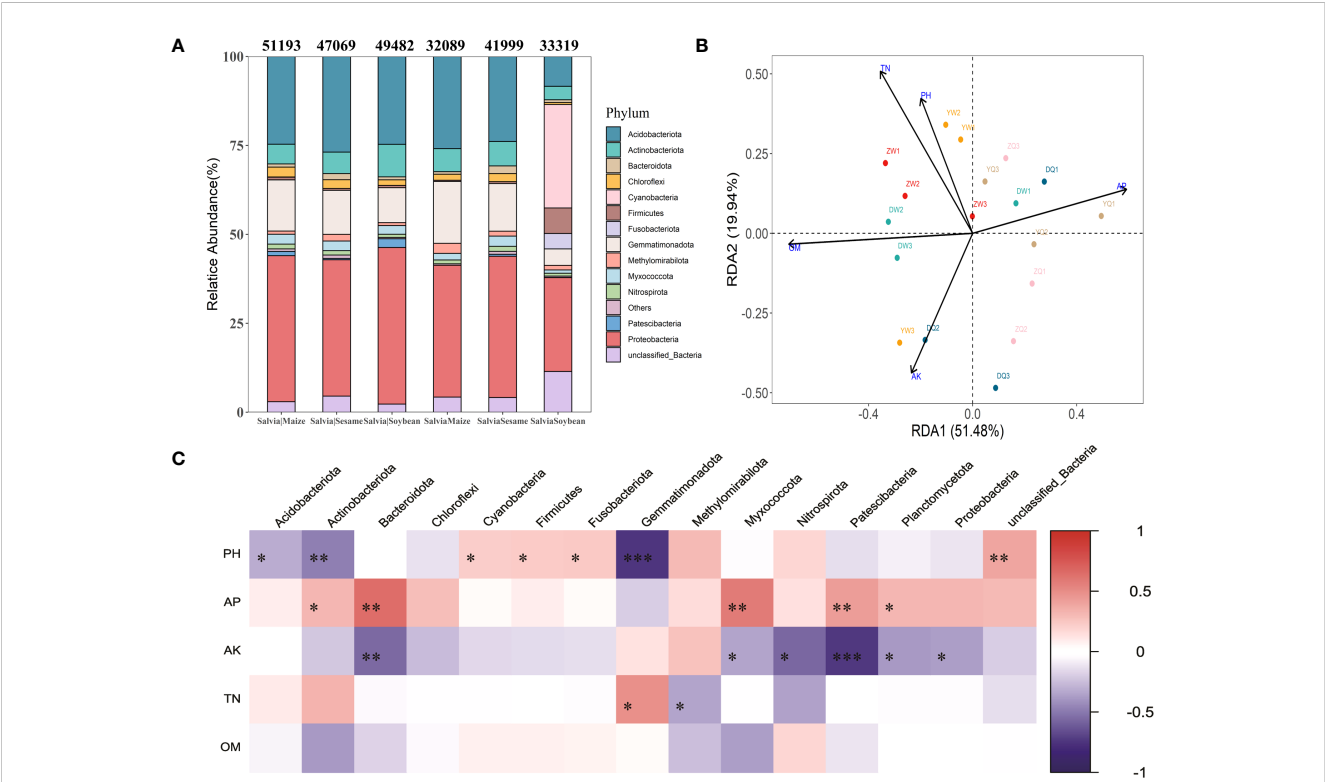 A
51193 47069 49482 32089 41999 33319
100
75
50
25
0
Relatice Abundance(%)
Salvia|Maize Salvia|Sesame Salvia|Soybean SalviaMaize SalviaSesame SalviaSoybean
Phylum
Acidobacteriota
Actinobacteriota
Bacteroidota
Chloroflexi
Cyanobacteria
Firmicutes
Fusobacteriota
Gemmatimonadota
Methylomirabilota
Myxococcota
Nitrospirota
Others
Patescibacteria
Proteobacteria
unclassified_Bacteria
B
RDA2 (19.94%)
0.50
0.25
0.00
-0.25
-0.50
TN
PH
YW2
ZW1
ZQ3
YQ3
DQ1
AP
ZW2
DW1
YQ1
DW2
ZW3
YQ2
OM
DW3
ZQ1
YW3
DQ2
ZQ2
AK
DQ3
-0.4 0.0 0.4
RDA1 (51.48%)
C
Acidobacteriota
Actinobacteriota
Bacteroidota
Chloroflexi
Cyanobacteria
Firmicutes
Fusobacteriota
Gemmatimonadota
Methylomirabilota
Myxococcota
Nitrospirota
Patescibacteria
Planctomycetota
Proteobacteria
unclassified_Bacteria
PH * ** * * * *** **
AP * ** ** ** *
AK ** * * *** * *
TN * *
OM
1
0.5
0
-0.5
-1